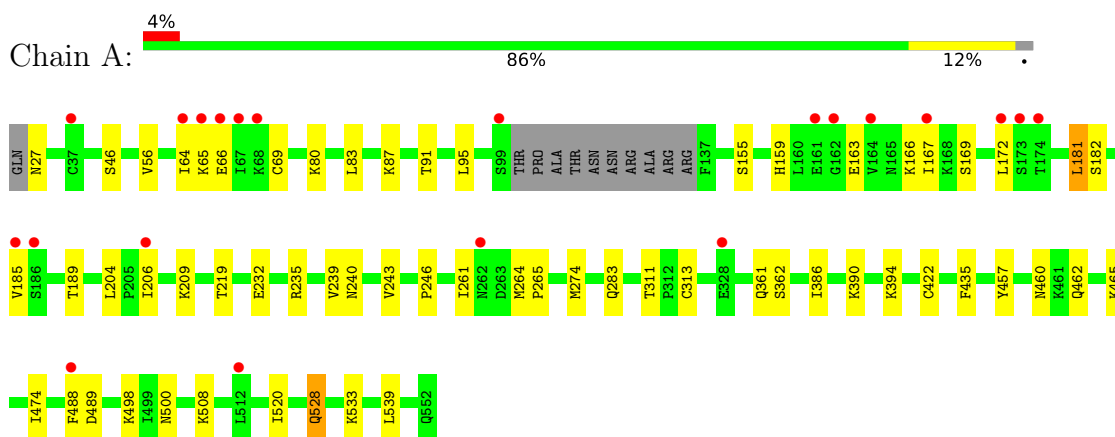 4%
Chain A:
86% 12% •
GLN N27 C37 S46 V56 I64 K65 E66 I67 K68 C69 K80 L83 K87 T91 L95 S99 THR PRO ALA THR ASN ASN ARG ALA ARG ARG F137 S155 H159 L160 E161 G162 E163 V164 N165 K166 I167 K168 S169 L172 S173 T174 L181 S182
V185 S186 T189 L204 P205 I206 K209 T219 E232 R235 V239 N240 V243 P246 I261 N262 D263 M264 P265 M274 Q283 T311 P312 C313 E328 Q361 S362 I386 K390 K394 C422 F435 Y457 N460 K461 Q462 K465
I474 F488 D489 K498 I499 N500 K508 L512 I520 Q528 K533 L539 Q552